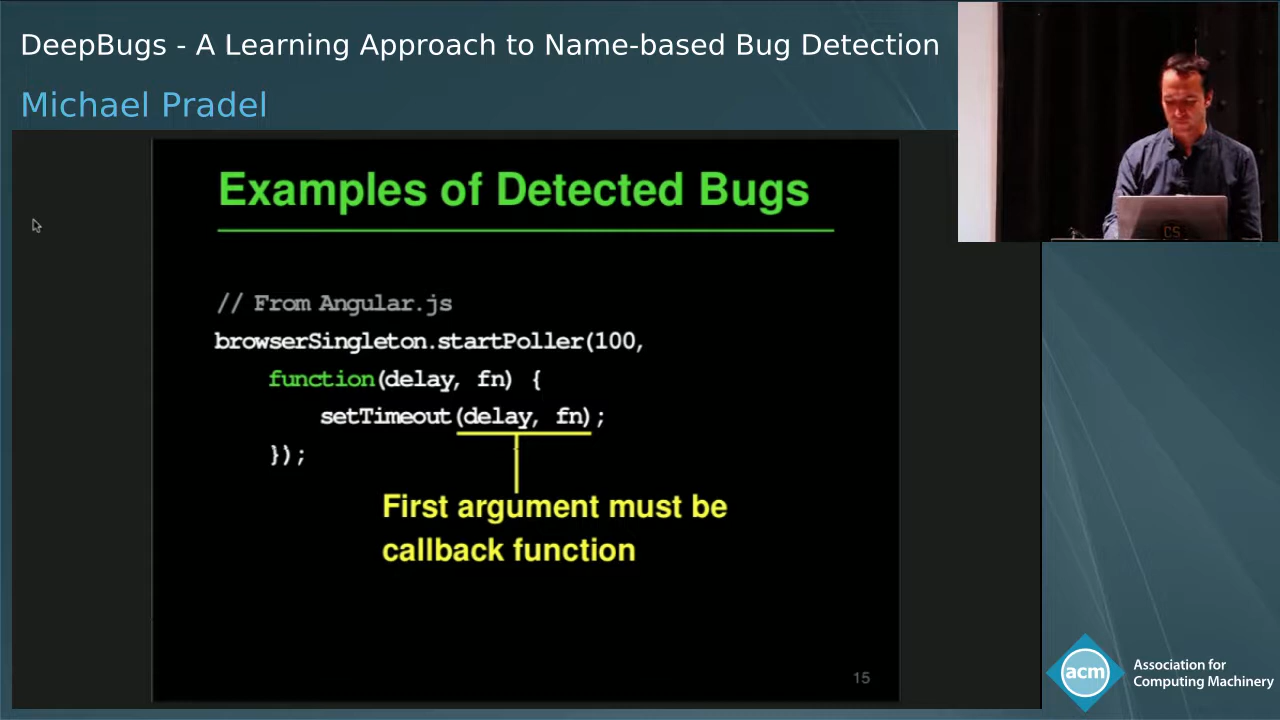 DeepBugs - A Learning Approach to Name-based Bug Detection
Michael Pradel
Examples of Detected Bugs
// From Angular.js
browserSingleton.startPoller(100,
function(delay, fn) {
setTimeout(delay, fn);
});
First argument must be
callback function
15
CS
acm
Association for
Computing Machinery